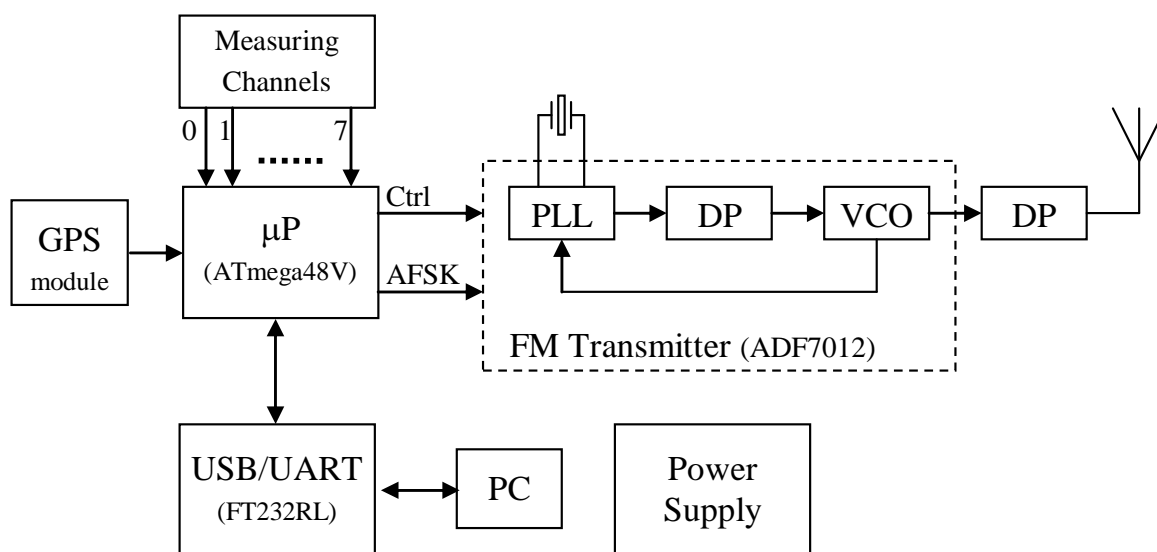 Measuring
Channels
0 1 7
Ctrl
GPS
module
μP
(ATmega48V)
AFSK
PLL
DP
VCO
DP
FM Transmitter (ADF7012)
USB/UART
(FT232RL)
PC
Power
Supply